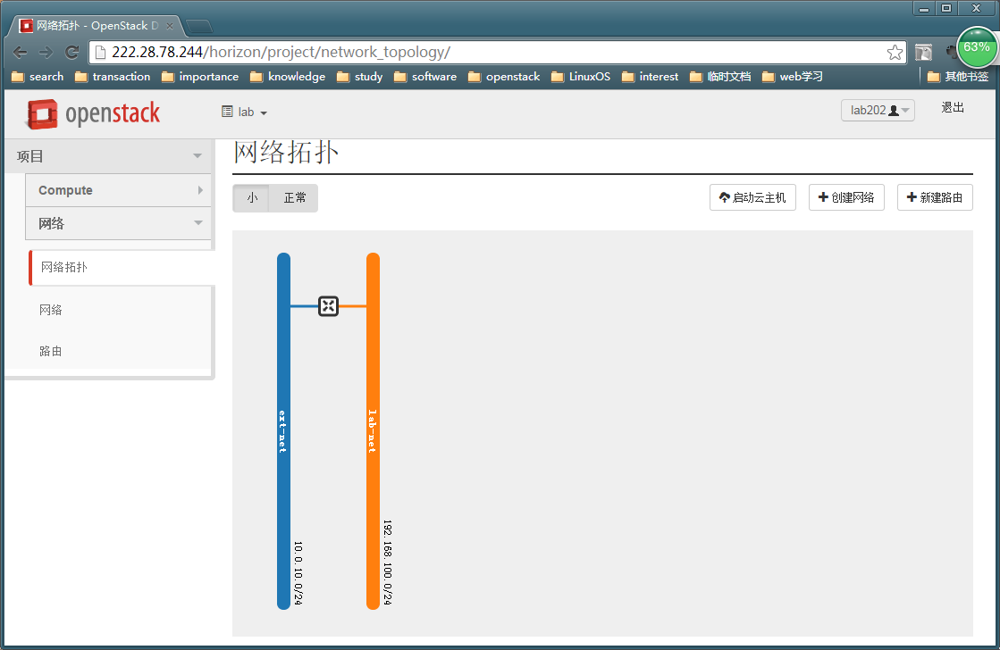 网络拓扑 - OpenStack D
222.28.78.244/horizon/project/network_topology/
63%
search transaction importance knowledge study software openstack LinuxOS interest 临时文档 web学习 其他书签
openstack lab lab202 退出
项目
Compute
网络
网络拓扑
网络
路由
网络拓扑
小 正常 启动云主机 创建网络 新建路由
ext-net
10.0.10.0/24
lab-net
192.168.100.0/24